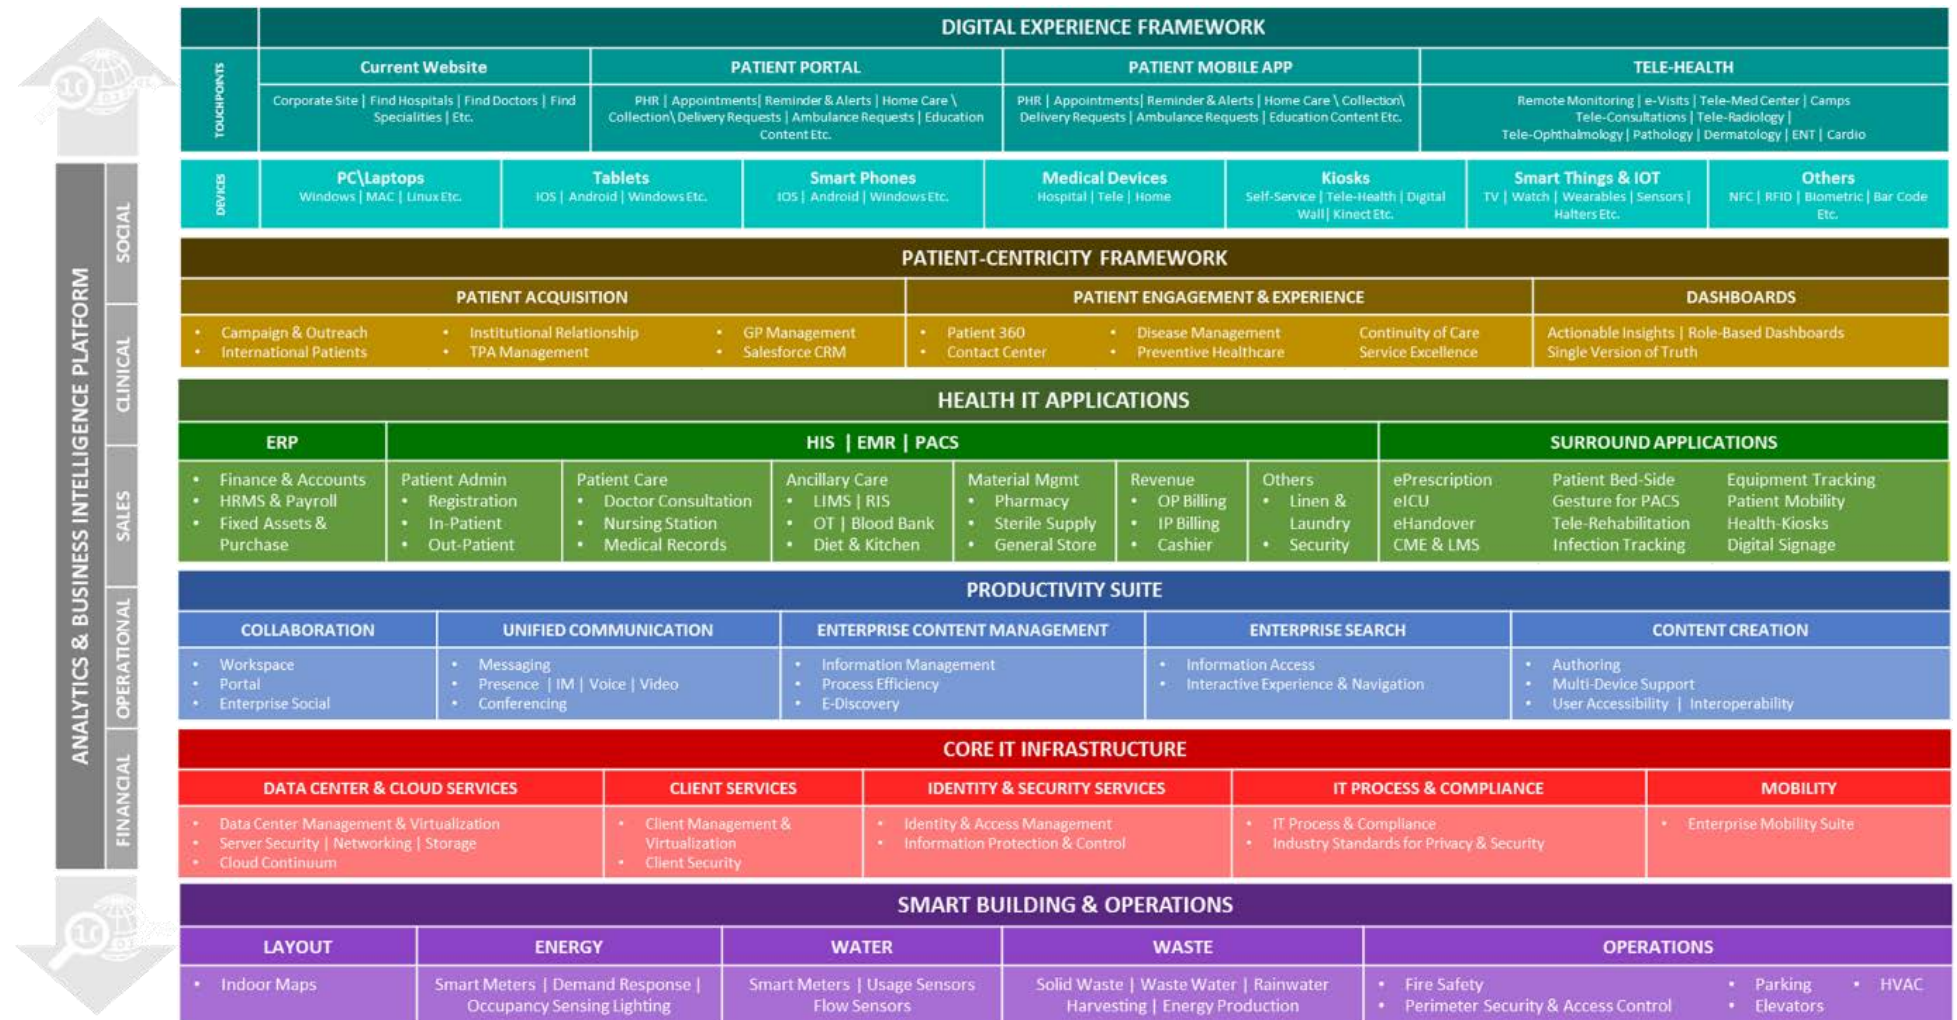 DIGITAL EXPERIENCE FRAMEWORK
TOUCHPOINTS
Current Website
Corporate Site | Find Hospitals | Find Doctors | Find
Specialities | Etc.
PATIENT PORTAL
PHR | Appointments| Reminder & Alerts | Home Care \
Collection\ Delivery Requests | Ambulance Requests | Education
Content Etc.
PATIENT MOBILE APP
PHR | Appointments| Reminder & Alerts | Home Care \ Collection\
Delivery Requests | Ambulance Requests | Education Content Etc.
TELE-HEALTH
Remote Monitoring | e-Visits | Tele-Med Center | Camps
Tele-Consultations | Tele-Radiology |
Tele-Ophthalmology | Pathology | Dermatology | ENT | Cardio
DEVICES
PC\Laptops
Windows | MAC | Linux Etc.
Tablets
IOS | Android | Windows Etc.
Smart Phones
IOS | Android | Windows Etc.
Medical Devices
Hospital | Tele | Home
Kiosks
Self-Service | Tele-Health | Digital
Wall | Kinect Etc.
Smart Things & IOT
TV | Watch | Wearables | Sensors |
Halters Etc.
Others
NFC | RFID | Biometric | Bar Code
Etc.
ANALYTICS & BUSINESS INTELLIGENCE PLATFORM
SOCIAL
CLINICAL
SALES
OPERATIONAL
FINANCIAL
PATIENT-CENTRICITY FRAMEWORK
PATIENT ACQUISITION
• Campaign & Outreach
• International Patients
• Institutional Relationship
• TPA Management
• GP Management
• Salesforce CRM
PATIENT ENGAGEMENT & EXPERIENCE
• Patient 360
• Contact Center
• Disease Management
• Preventive Healthcare
Continuity of Care
Service Excellence
DASHBOARDS
Actionable Insights | Role-Based Dashboards
Single Version of Truth
HEALTH IT APPLICATIONS
ERP
• Finance & Accounts
• HRMS & Payroll
• Fixed Assets &
Purchase
HIS | EMR | PACS
Patient Admin
• Registration
• In-Patient
• Out-Patient
Patient Care
• Doctor Consultation
• Nursing Station
• Medical Records
Ancillary Care
• LIMS | RIS
• OT | Blood Bank
• Diet & Kitchen
Material Mgmt
• Pharmacy
• Sterile Supply
• General Store
Revenue
• OP Billing
• IP Billing
• Cashier
Others
• Linen &
Laundry
• Security
SURROUND APPLICATIONS
ePrescription
eICU
eHandover
CME & LMS
Patient Bed-Side
Gesture for PACS
Tele-Rehabilitation
Infection Tracking
Equipment Tracking
Patient Mobility
Health-Kiosks
Digital Signage
PRODUCTIVITY SUITE
COLLABORATION
• Workspace
• Portal
• Enterprise Social
UNIFIED COMMUNICATION
• Messaging
• Presence | IM | Voice | Video
• Conferencing
ENTERPRISE CONTENT MANAGEMENT
• Information Management
• Process Efficiency
• E-Discovery
ENTERPRISE SEARCH
• Information Access
• Interactive Experience & Navigation
CONTENT CREATION
• Authoring
• Multi-Device Support
• User Accessibility | Interoperability
CORE IT INFRASTRUCTURE
DATA CENTER & CLOUD SERVICES
• Data Center Management & Virtualization
• Server Security | Networking | Storage
• Cloud Continuum
CLIENT SERVICES
• Client Management &
Virtualization
• Client Security
IDENTITY & SECURITY SERVICES
• Identity & Access Management
• Information Protection & Control
IT PROCESS & COMPLIANCE
• IT Process & Compliance
• Industry Standards for Privacy & Security
MOBILITY
• Enterprise Mobility Suite
SMART BUILDING & OPERATIONS
LAYOUT
• Indoor Maps
ENERGY
Smart Meters | Demand Response |
Occupancy Sensing Lighting
WATER
Smart Meters | Usage Sensors
Flow Sensors
WASTE
Solid Waste | Waste Water | Rainwater
Harvesting | Energy Production
OPERATIONS
• Fire Safety
• Perimeter Security & Access Control
• Parking
• Elevators
• HVAC